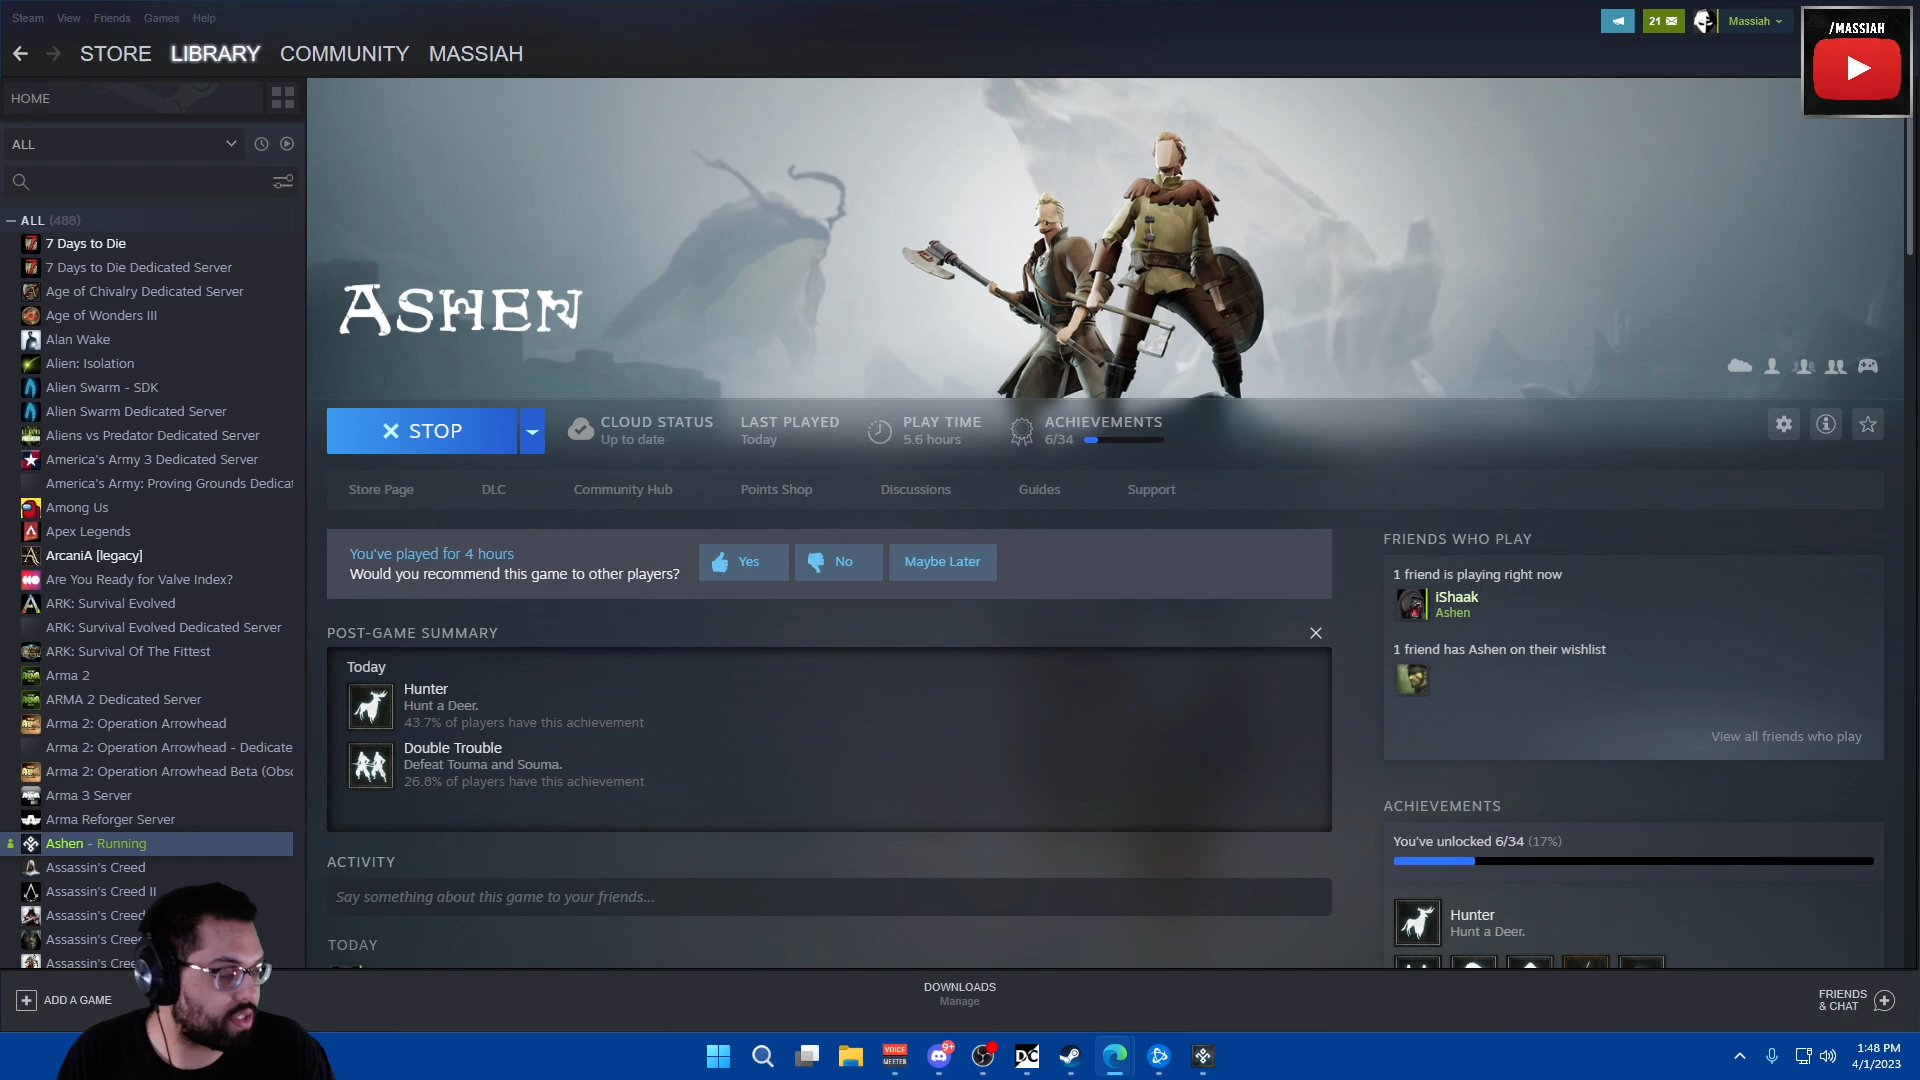 Steam View Friends Games Help
21
Massiah
/MASSIAH
STORE LIBRARY COMMUNITY MASSIAH
HOME
ALL
ALL (488)
7 Days to Die
7 Days to Die Dedicated Server
Age of Chivalry Dedicated Server
Age of Wonders III
Alan Wake
Alien: Isolation
Alien Swarm - SDK
Alien Swarm Dedicated Server
Aliens vs Predator Dedicated Server
America's Army 3 Dedicated Server
America's Army: Proving Grounds Dedicat
Among Us
Apex Legends
ArcaniA [legacy]
Are You Ready for Valve Index?
ARK: Survival Evolved
ARK: Survival Evolved Dedicated Server
ARK: Survival Of The Fittest
Arma 2
ARMA 2 Dedicated Server
Arma 2: Operation Arrowhead
Arma 2: Operation Arrowhead - Dedicate
Arma 2: Operation Arrowhead Beta (Obsc
Arma 3 Server
Arma Reforger Server
Ashen - Running
Assassin's Creed
Assassin's Creed II
Assassin's Creed
Assassin's Creed
Assassin's Cree
ADD A GAME
ASHEN
STOP
CLOUD STATUS
Up to date
LAST PLAYED
Today
PLAY TIME
5.6 hours
ACHIEVEMENTS
6/34
Store Page DLC Community Hub Points Shop Discussions Guides Support
You've played for 4 hours
Would you recommend this game to other players?
Yes
No
Maybe Later
POST-GAME SUMMARY
Today
Hunter
Hunt a Deer.
43.7% of players have this achievement
Double Trouble
Defeat Touma and Souma.
26.8% of players have this achievement
ACTIVITY
Say something about this game to your friends...
TODAY
FRIENDS WHO PLAY
1 friend is playing right now
iShaak
Ashen
1 friend has Ashen on their wishlist
View all friends who play
ACHIEVEMENTS
You've unlocked 6/34 (17%)
Hunter
Hunt a Deer.
DOWNLOADS
Manage
FRIENDS
& CHAT
VOICE
MEETER
9+
DC
1:48 PM
4/1/2023